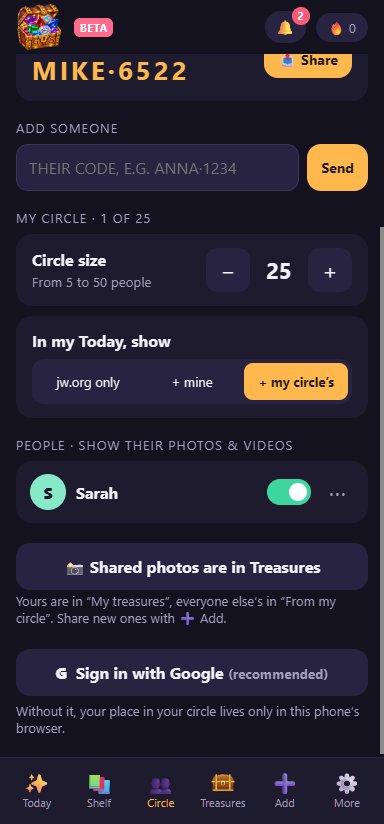 BETA
2
0
MIKE·6522
Share
ADD SOMEONE
THEIR CODE, E.G. ANNA·1234
Send
MY CIRCLE · 1 OF 25
Circle size
From 5 to 50 people
− 25 +
In my Today, show
jw.org only
+ mine
+ my circle’s
PEOPLE · SHOW THEIR PHOTOS & VIDEOS
S
Sarah
···
Shared photos are in Treasures
Yours are in “My treasures”, everyone else’s in “From my
circle”. Share new ones with ➕ Add.
G Sign in with Google (recommended)
Without it, your place in your circle lives only in this phone’s
browser.
Today
Shelf
Circle
Treasures
Add
More